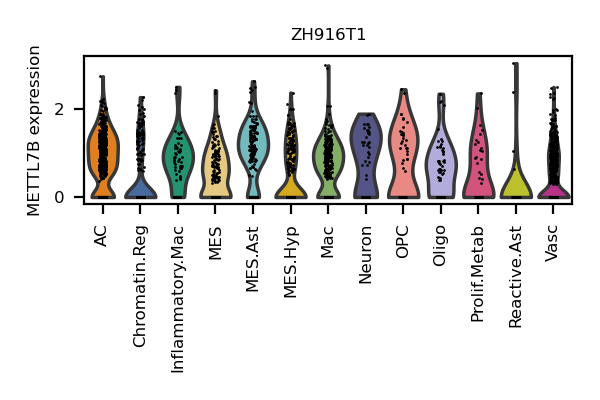 ZH916T1
METTL7B expression
2
0
AC
Chromatin.Reg
Inflammatory.Mac
MES
MES.Ast
MES.Hyp
Mac
Neuron
OPC
Oligo
Prolif.Metab
Reactive.Ast
Vasc